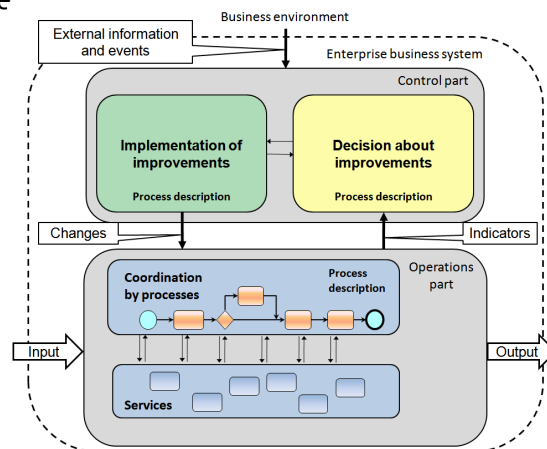 Business environment
External information
and events
Enterprise business system
Control part
Implementation of
improvements
Process description
Decision about
improvements
Process description
Changes
Indicators
Coordination
by processes
Process
description
Operations
part
Input
Output
Services